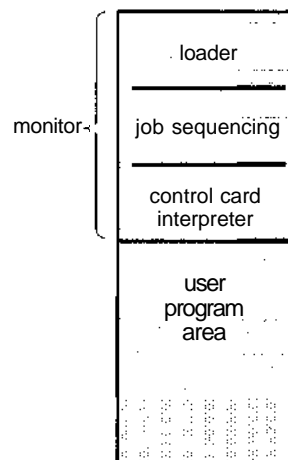 loader
monitor
job sequencing
control card
interpreter
user
program
area